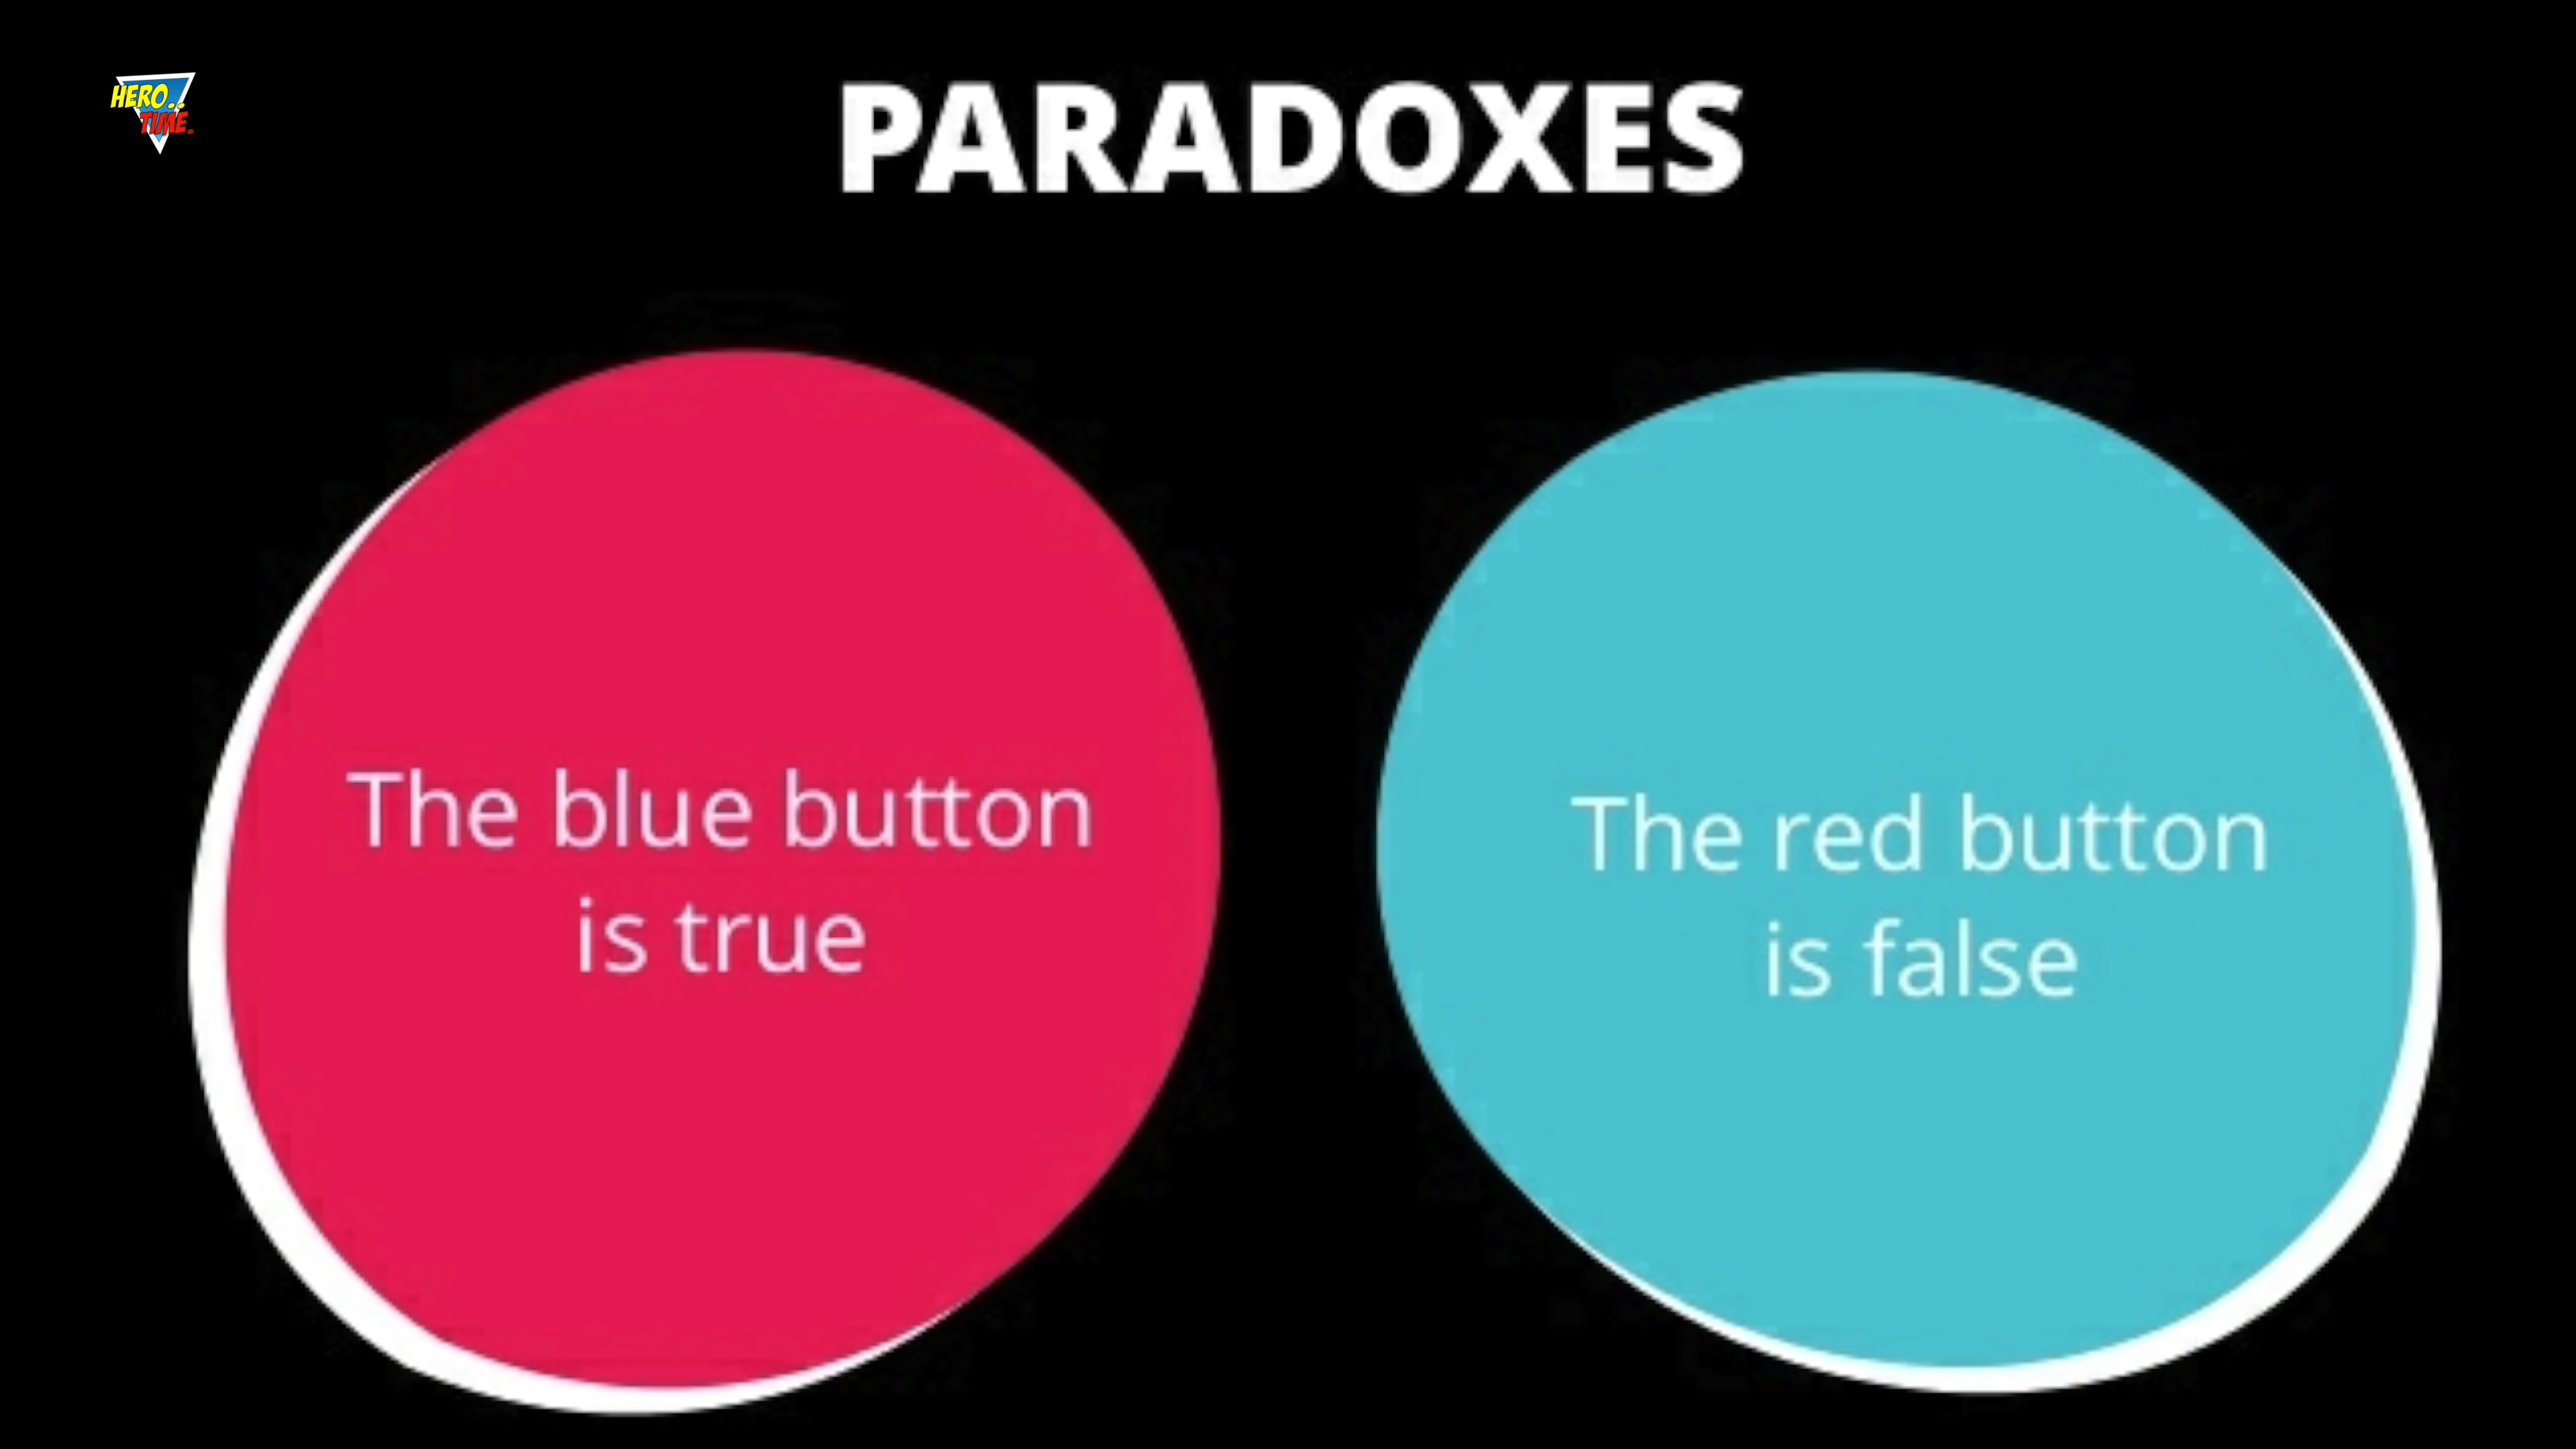 HERO..
TIME.
PARADOXES
The blue button
is true
The red button
is false